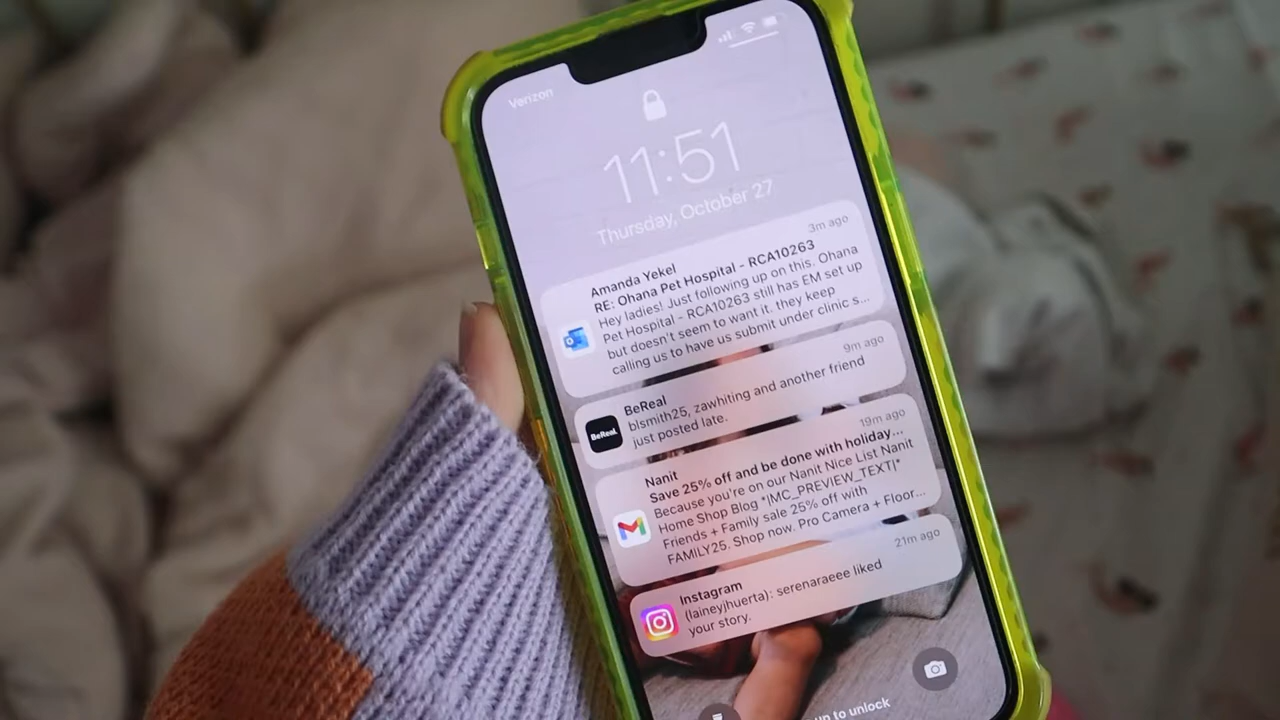 Verizon
11:51
Thursday, October 27
3m ago
Amanda Yekel
RE: Ohana Pet Hospital - RCA10263
Hey ladies! Just following up on this. Ohana
Pet Hospital - RCA10263 still has EM set up
but doesn't seem to want it. they keep
calling us to have us submit under clinic s...
9m ago
BeReal
BeReal.
blsmith25, zawhiting and another friend
just posted late.
19m ago
Nanit
Save 25% off and be done with holiday...
Because you're on our Nanit Nice List Nanit
Home Shop Blog *|MC_PREVIEW_TEXT|*
Friends + Family sale 25% off with
FAMILY25. Shop now. Pro Camera + Floor...
21m ago
Instagram
(laineyjhuerta): serenaraeee liked
your story.
up to unlock